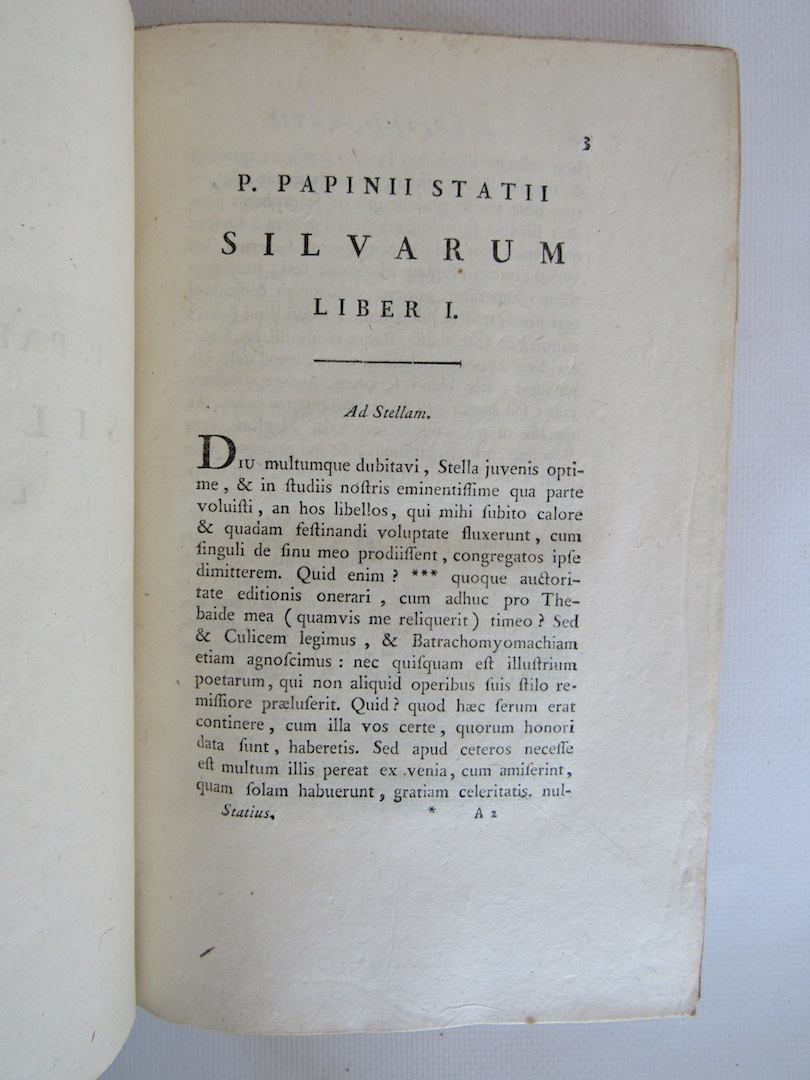 3
P. PAPINII STATII
SILVARUM
LIBER I.
Ad Stellam.
DIU multumque dubitavi, Stella juvenis opti-
me, & in ſtudiis noſtris eminentiſſime qua parte
voluiſti, an hos libellos, qui mihi ſubito calore
& quadam feſtinandi voluptate fluxerunt, cum
ſinguli de ſinu meo prodiiſſent, congregatos ipſe
dimitterem. Quid enim? *** quoque auctori-
tate editionis onerari, cum adhuc pro The-
baide mea (quamvis me reliquerit) timeo? Sed
& Culicem legimus, & Batrachomyomachiam
etiam agnoſcimus: nec quiſquam eſt illuſtrium
poetarum, qui non aliquid operibus ſuis ſtilo re-
miſſiore præluſerit. Quid? quod hæc ſerum erat
continere, cum illa vos certe, quorum honori
data ſunt, haberetis. Sed apud ceteros neceſſe
eſt multum illis pereat ex venia, cum amiſerint,
quam ſolam habuerunt, gratiam celeritatis. nul-
Statius. * A 2